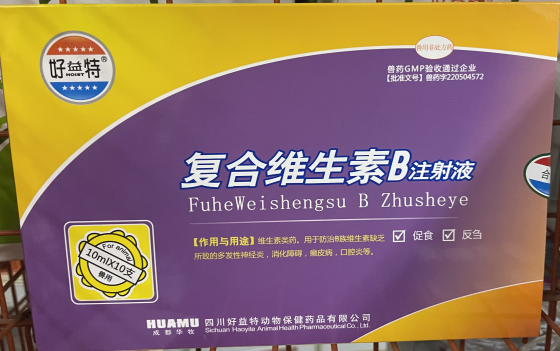 兽用非处方药
兽药GMP验收通过企业
【批准文号】兽药字220504572
★★★★★
好益特®
HOIST
★★★★★
复合维生素B注射液
FuheWeishengsu B Zhusheye
【作用与用途】维生素类药。用于防治B族维生素缺乏
所致的多发性神经炎，消化障碍，癞皮病，口腔炎等。
☑ 促食 ☑ 反刍
合
For animal
10mlX10支
兽用
HUAMU
成都华牧
四川好益特动物保健药品有限公司
Sichuan Haoyite Animal Health Pharmaceutical Co., Ltd.